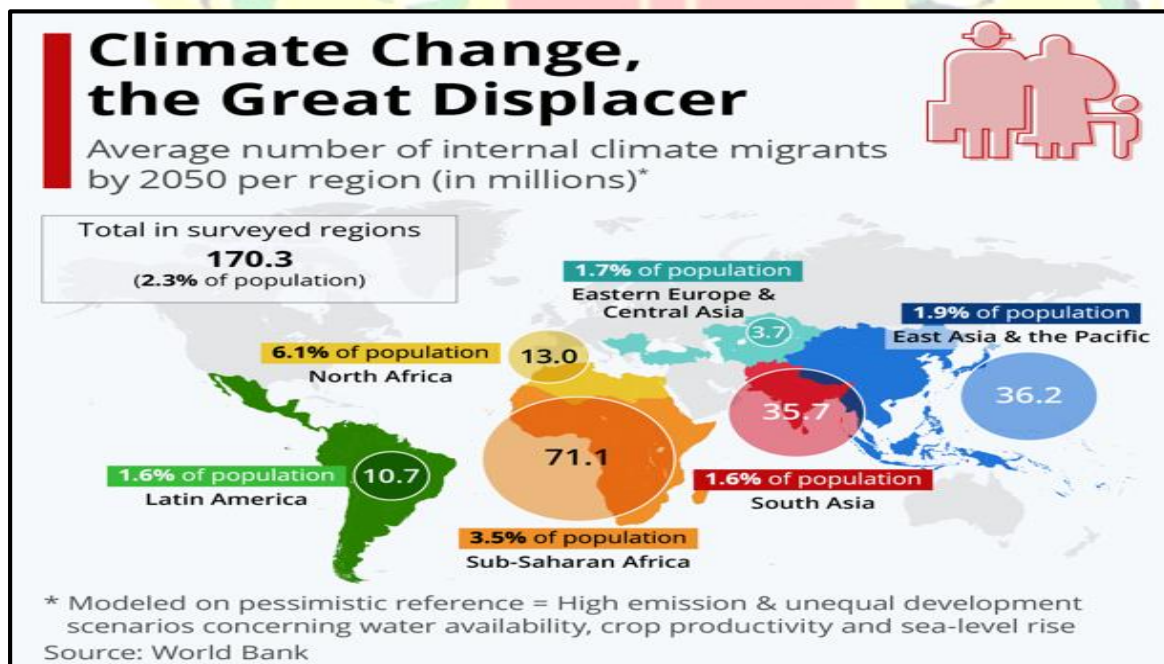 Climate Change,
the Great Displacer
Average number of internal climate migrants
by 2050 per region (in millions)*
Total in surveyed regions
170.3
(2.3% of population)
1.7% of population
Eastern Europe &
Central Asia
3.7
1.9% of population
East Asia & the Pacific
36.2
6.1% of population
North Africa
13.0
35.7
1.6% of population
South Asia
71.1
3.5% of population
Sub-Saharan Africa
1.6% of population
Latin America
10.7
* Modeled on pessimistic reference = High emission & unequal development
scenarios concerning water availability, crop productivity and sea-level rise
Source: World Bank